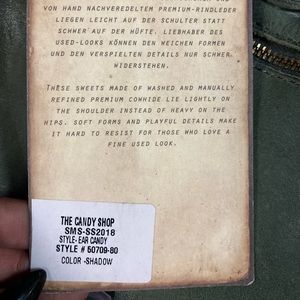 VON HAND NACHVEREDELTEM PREMIUM-RINDLEDER
LIEGEN LEICHT AUF DER SCHULTER STATT
SCHWER AUF DER HÜFTE. LIEBHABER DES
USED-LOOKS KÖNNEN DEN WEICHEN FORMEN
UND DEN VERSPIELTEN DETAILS NUR SCHWER
WIDERSTEHEN.
THESE SWEETS MADE OF WASHED AND MANUALLY
REFINED PREMIUM COWHIDE LIE LIGHTLY ON
THE SHOULDER INSTEAD OF HEAVY ON THE
HIPS. SOFT FORMS AND PLAYFUL DETAILS MAKE
IT HARD TO RESIST FOR THOSE WHO LOVE A
FINE USED LOOK.
THE CANDY SHOP
SMS-SS2018
STYLE- EAR CANDY
STYLE # 50709-80
COLOR -SHADOW